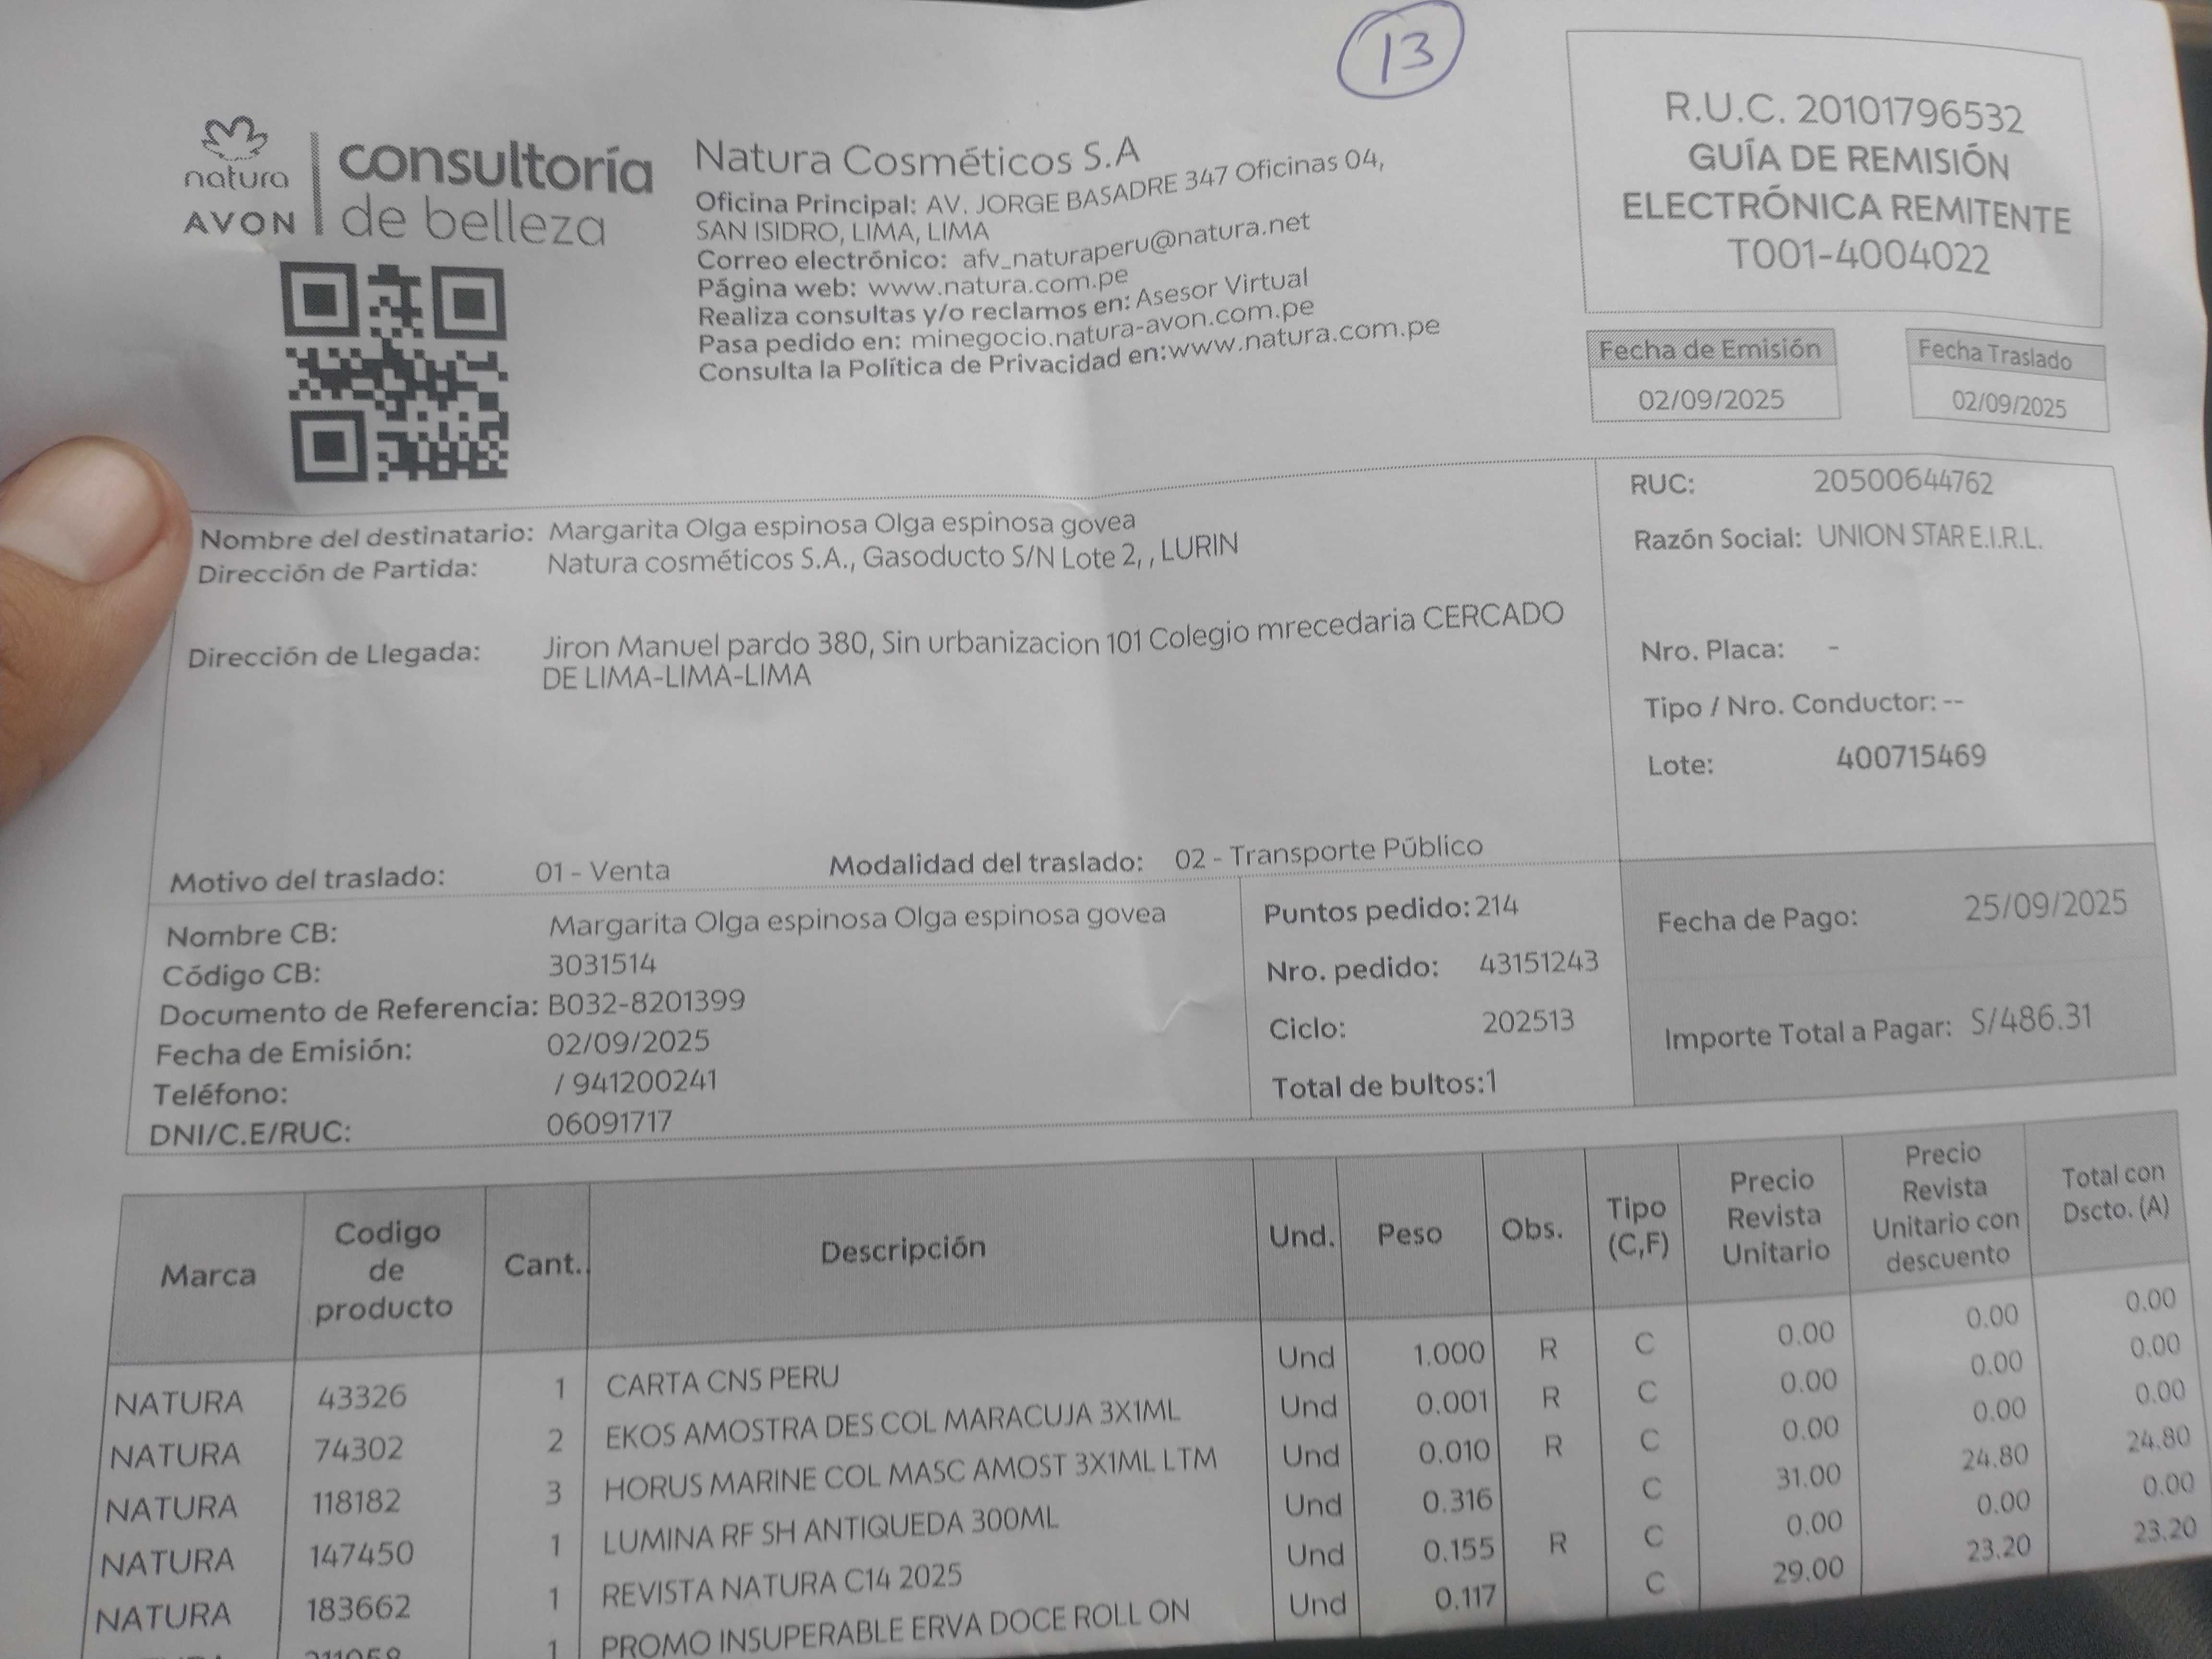 13
natura
AVON
consultoría
de belleza
Natura Cosméticos S.A
Oficina Principal: AV. JORGE BASADRE 347 Oficinas 04,
SAN ISIDRO, LIMA, LIMA
Correo electrónico: afv_naturaperu@natura.net
Página web: www.natura.com.pe
Realiza consultas y/o reclamos en: Asesor Virtual
Pasa pedido en: minegocio.natura-avon.com.pe
Consulta la Política de Privacidad en:www.natura.com.pe
R.U.C. 20101796532
GUÍA DE REMISIÓN
ELECTRÓNICA REMITENTE
T001-4004022
Fecha de Emisión
02/09/2025
Fecha Traslado
02/09/2025
Nombre del destinatario: Margarita Olga espinosa Olga espinosa govea
Dirección de Partida: Natura cosméticos S.A., Gasoducto S/N Lote 2, , LURIN
Dirección de Llegada: Jiron Manuel pardo 380, Sin urbanizacion 101 Colegio mrecedaria CERCADO
DE LIMA-LIMA-LIMA
RUC: 20500644762
Razón Social: UNION STAR E.I.R.L.
Nro. Placa: -
Tipo / Nro. Conductor: --
Lote: 400715469
Motivo del traslado: 01 - Venta Modalidad del traslado: 02 - Transporte Público
Nombre CB: Margarita Olga espinosa Olga espinosa govea
Código CB: 3031514
Documento de Referencia: B032-8201399
Fecha de Emisión: 02/09/2025
Teléfono: / 941200241
DNI/C.E/RUC: 06091717
Puntos pedido: 214
Nro. pedido: 43151243
Ciclo: 202513
Total de bultos:1
Fecha de Pago: 25/09/2025
Importe Total a Pagar: S/486.31
Marca Codigo de producto Cant. Descripción Und. Peso Obs. Tipo (C,F) Precio Revista Unitario Precio Revista Unitario con descuento Total con Dscto. (A)
NATURA 43326 1 CARTA CNS PERU Und 1.000 R C 0.00 0.00 0.00
NATURA 74302 2 EKOS AMOSTRA DES COL MARACUJA 3X1ML Und 0.001 R C 0.00 0.00 0.00
NATURA 118182 3 HORUS MARINE COL MASC AMOST 3X1ML LTM Und 0.010 R C 0.00 0.00 0.00
NATURA 147450 1 LUMINA RF SH ANTIQUEDA 300ML Und 0.316 C 31.00 24.80 24.80
NATURA 183662 1 REVISTA NATURA C14 2025 Und 0.155 R C 0.00 0.00 0.00
1 PROMO INSUPERABLE ERVA DOCE ROLL ON Und 0.117 C 29.00 23.20 23.20